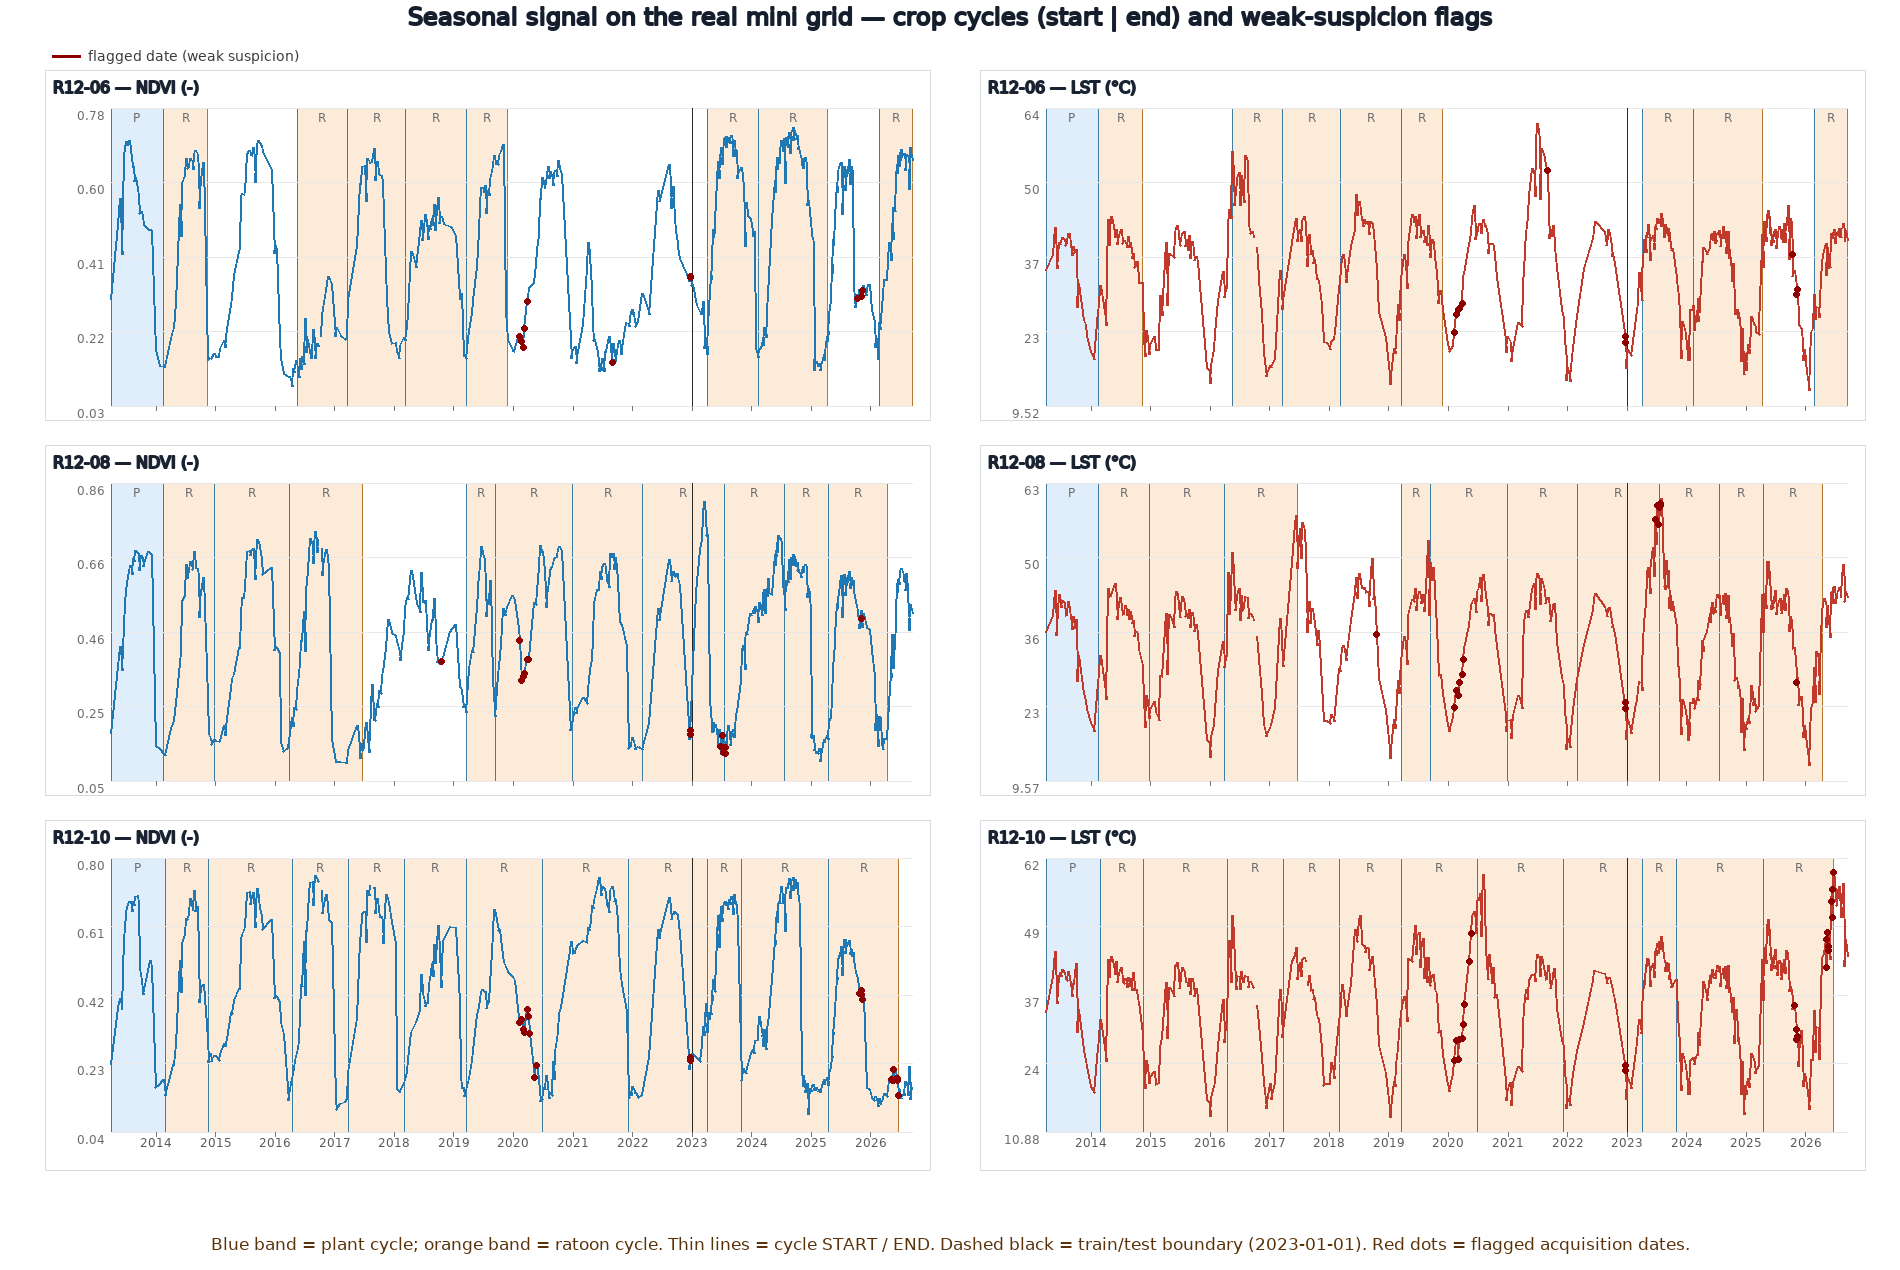 Seasonal signal on the real mini grid — crop cycles (start | end) and weak-suspicion flags
flagged date (weak suspicion)
R12-06 — NDVI (-)
0.78
0.60
0.41
0.22
0.03
P R R R R R R R R
R12-06 — LST (°C)
64
50
37
23
9.52
P R R R R R R R R
R12-08 — NDVI (-)
0.86
0.66
0.46
0.25
0.05
P R R R R R R R R R R
R12-08 — LST (°C)
63
50
36
23
9.57
P R R R R R R R R R R
R12-10 — NDVI (-)
0.80
0.61
0.42
0.23
0.04
P R R R R R R R R R R R
2014 2015 2016 2017 2018 2019 2020 2021 2022 2023 2024 2025 2026
R12-10 — LST (°C)
62
49
37
24
10.88
P R R R R R R R R R R R
2014 2015 2016 2017 2018 2019 2020 2021 2022 2023 2024 2025 2026
Blue band = plant cycle; orange band = ratoon cycle. Thin lines = cycle START / END. Dashed black = train/test boundary (2023-01-01). Red dots = flagged acquisition dates.